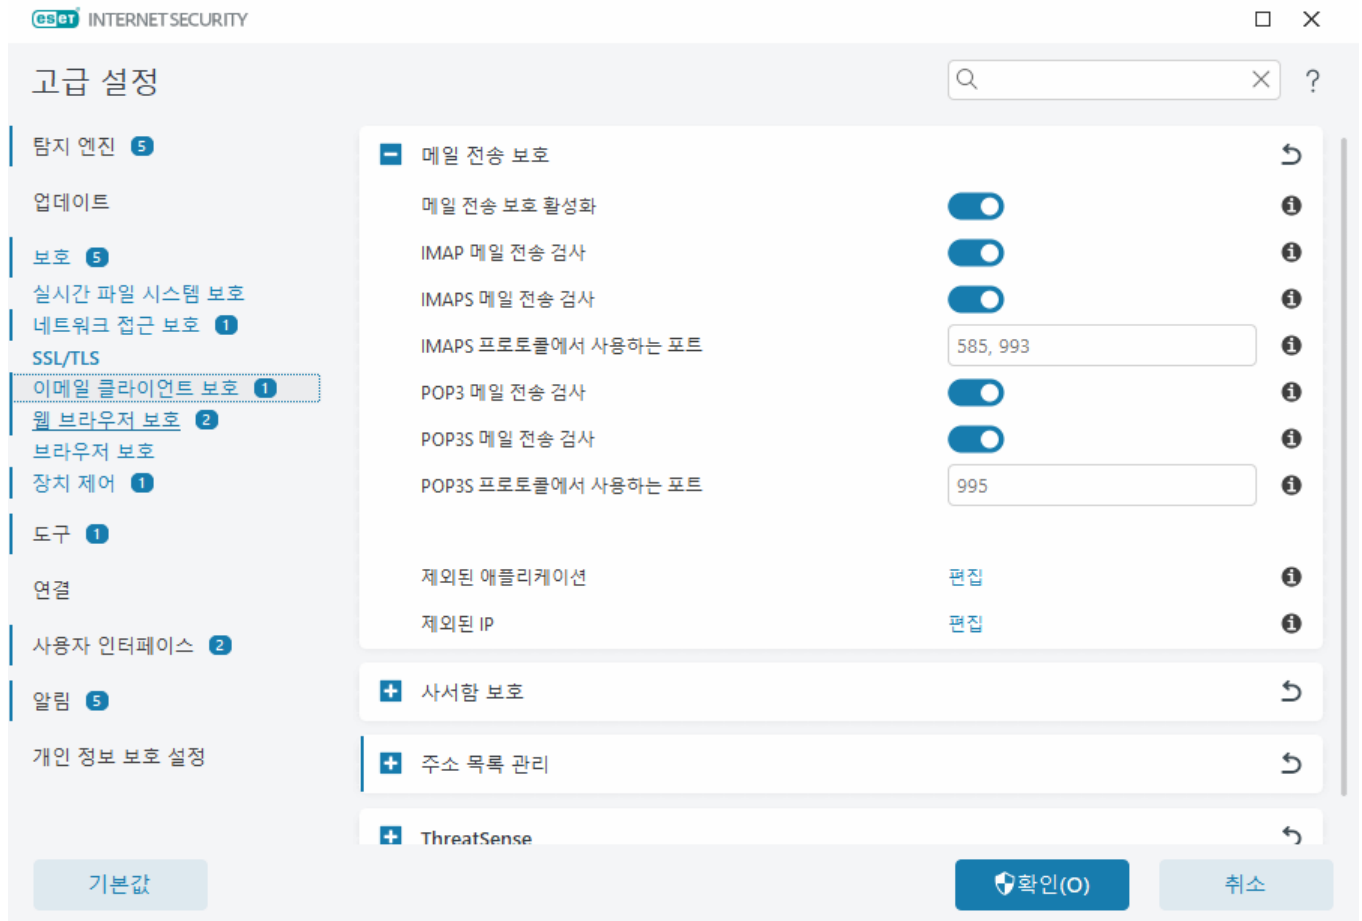 eset INTERNET SECURITY
고급 설정
?
탐지 엔진 5
업데이트
보호 5
실시간 파일 시스템 보호
네트워크 접근 보호 1
SSL/TLS
이메일 클라이언트 보호 1
웹 브라우저 보호 2
브라우저 보호
장치 제어 1
도구 1
연결
사용자 인터페이스 2
알림 5
개인 정보 보호 설정
메일 전송 보호
메일 전송 보호 활성화
IMAP 메일 전송 검사
IMAPS 메일 전송 검사
IMAPS 프로토콜에서 사용하는 포트 585, 993
POP3 메일 전송 검사
POP3S 메일 전송 검사
POP3S 프로토콜에서 사용하는 포트 995
제외된 애플리케이션 편집
제외된 IP 편집
사서함 보호
주소 목록 관리
ThreatSense
기본값 확인(O) 취소